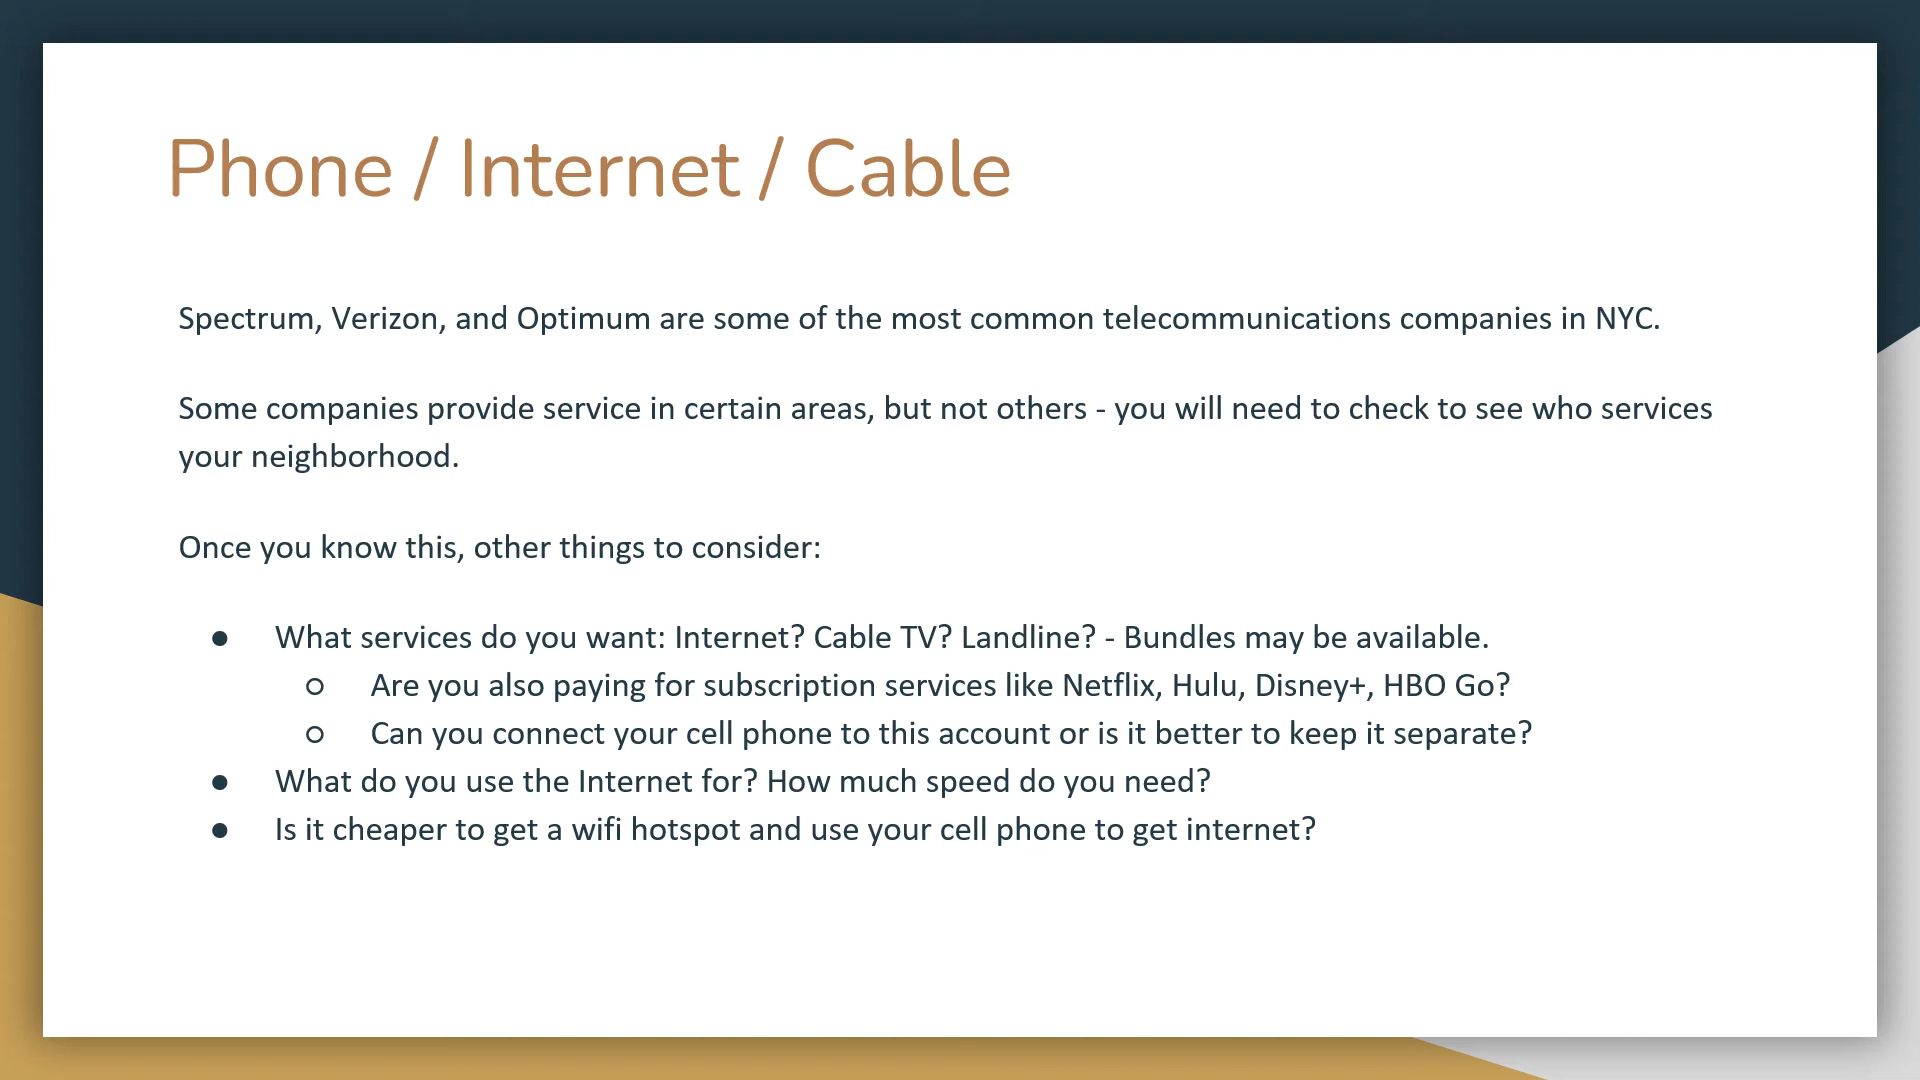 Phone / Internet / Cable
Spectrum, Verizon, and Optimum are some of the most common telecommunications companies in NYC.
Some companies provide service in certain areas, but not others - you will need to check to see who services
your neighborhood.
Once you know this, other things to consider:
● What services do you want: Internet? Cable TV? Landline? - Bundles may be available.
○ Are you also paying for subscription services like Netflix, Hulu, Disney+, HBO Go?
○ Can you connect your cell phone to this account or is it better to keep it separate?
● What do you use the Internet for? How much speed do you need?
● Is it cheaper to get a wifi hotspot and use your cell phone to get internet?